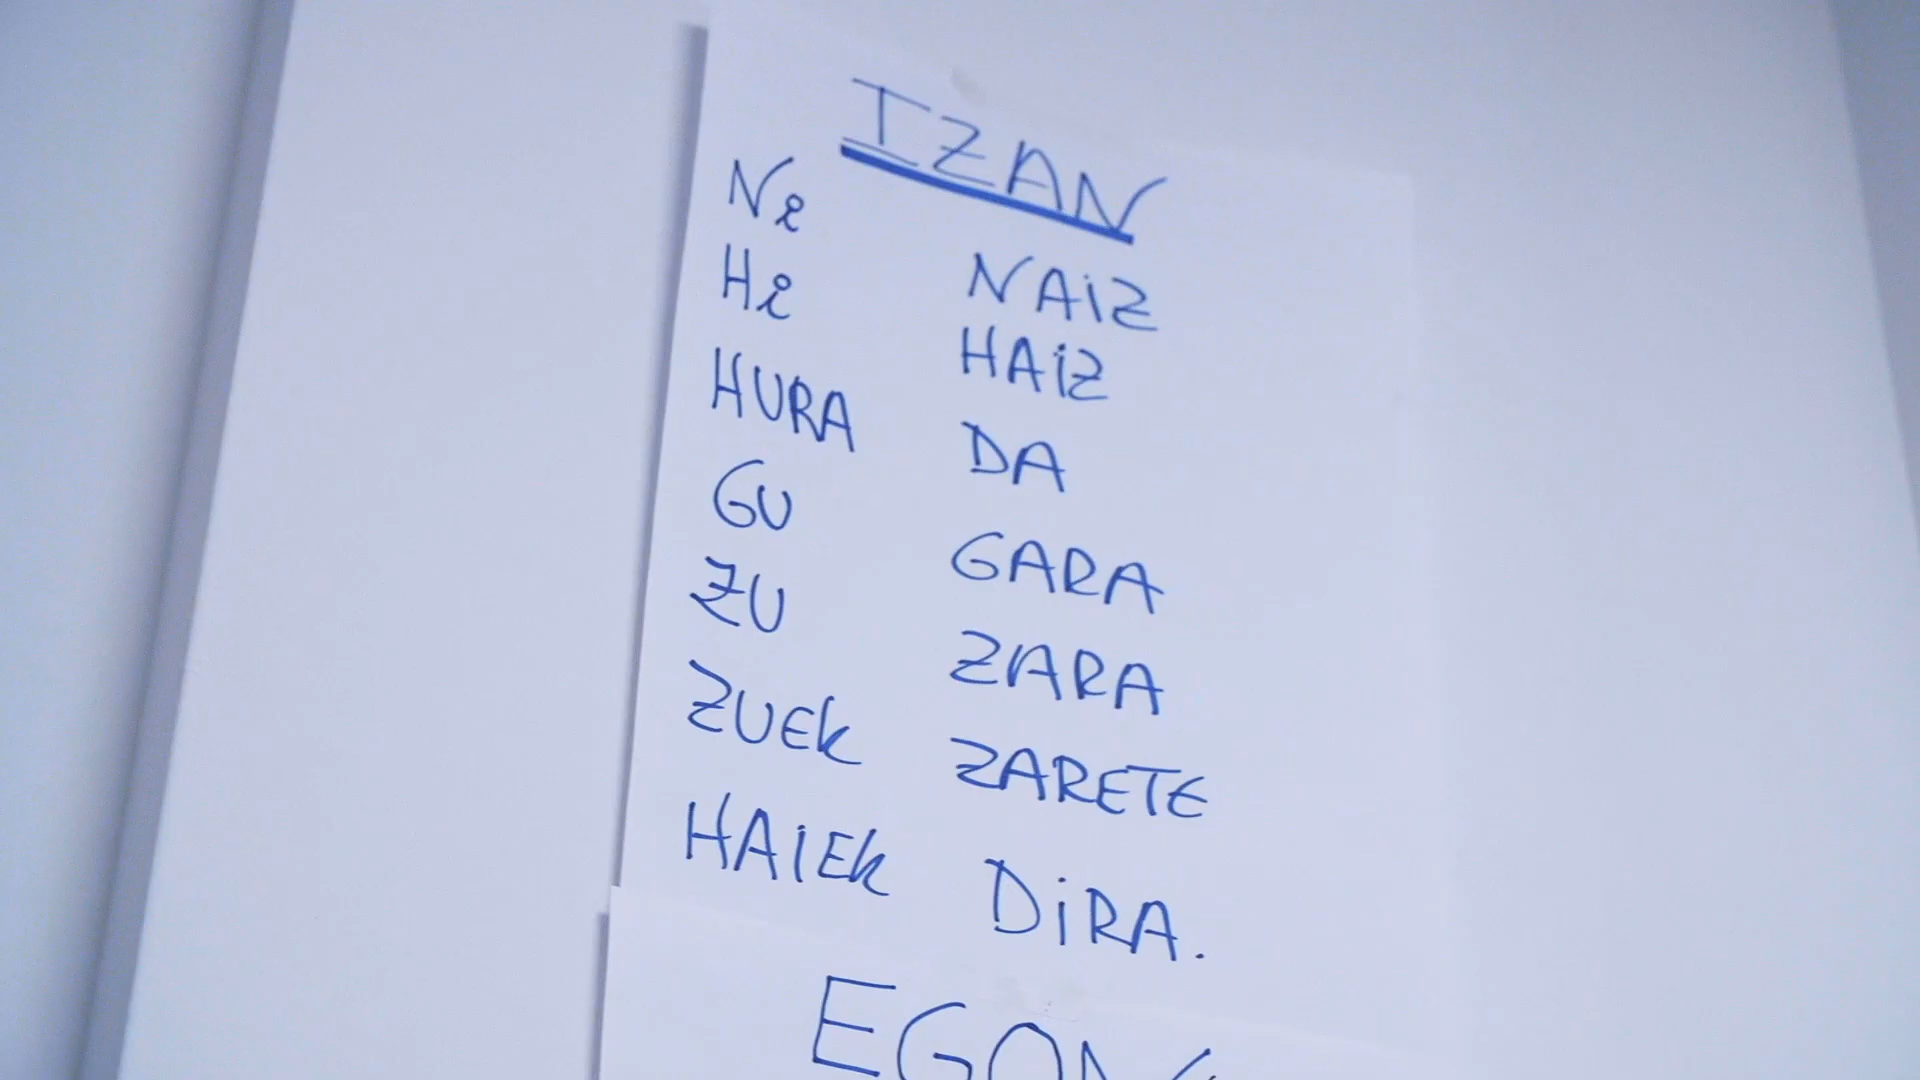 IZAN
Ni NAiZ
Hi HAiZ
HURA DA
GU GARA
ZU ZARA
ZUEK ZARETE
HAIEK DiRA.
EGON